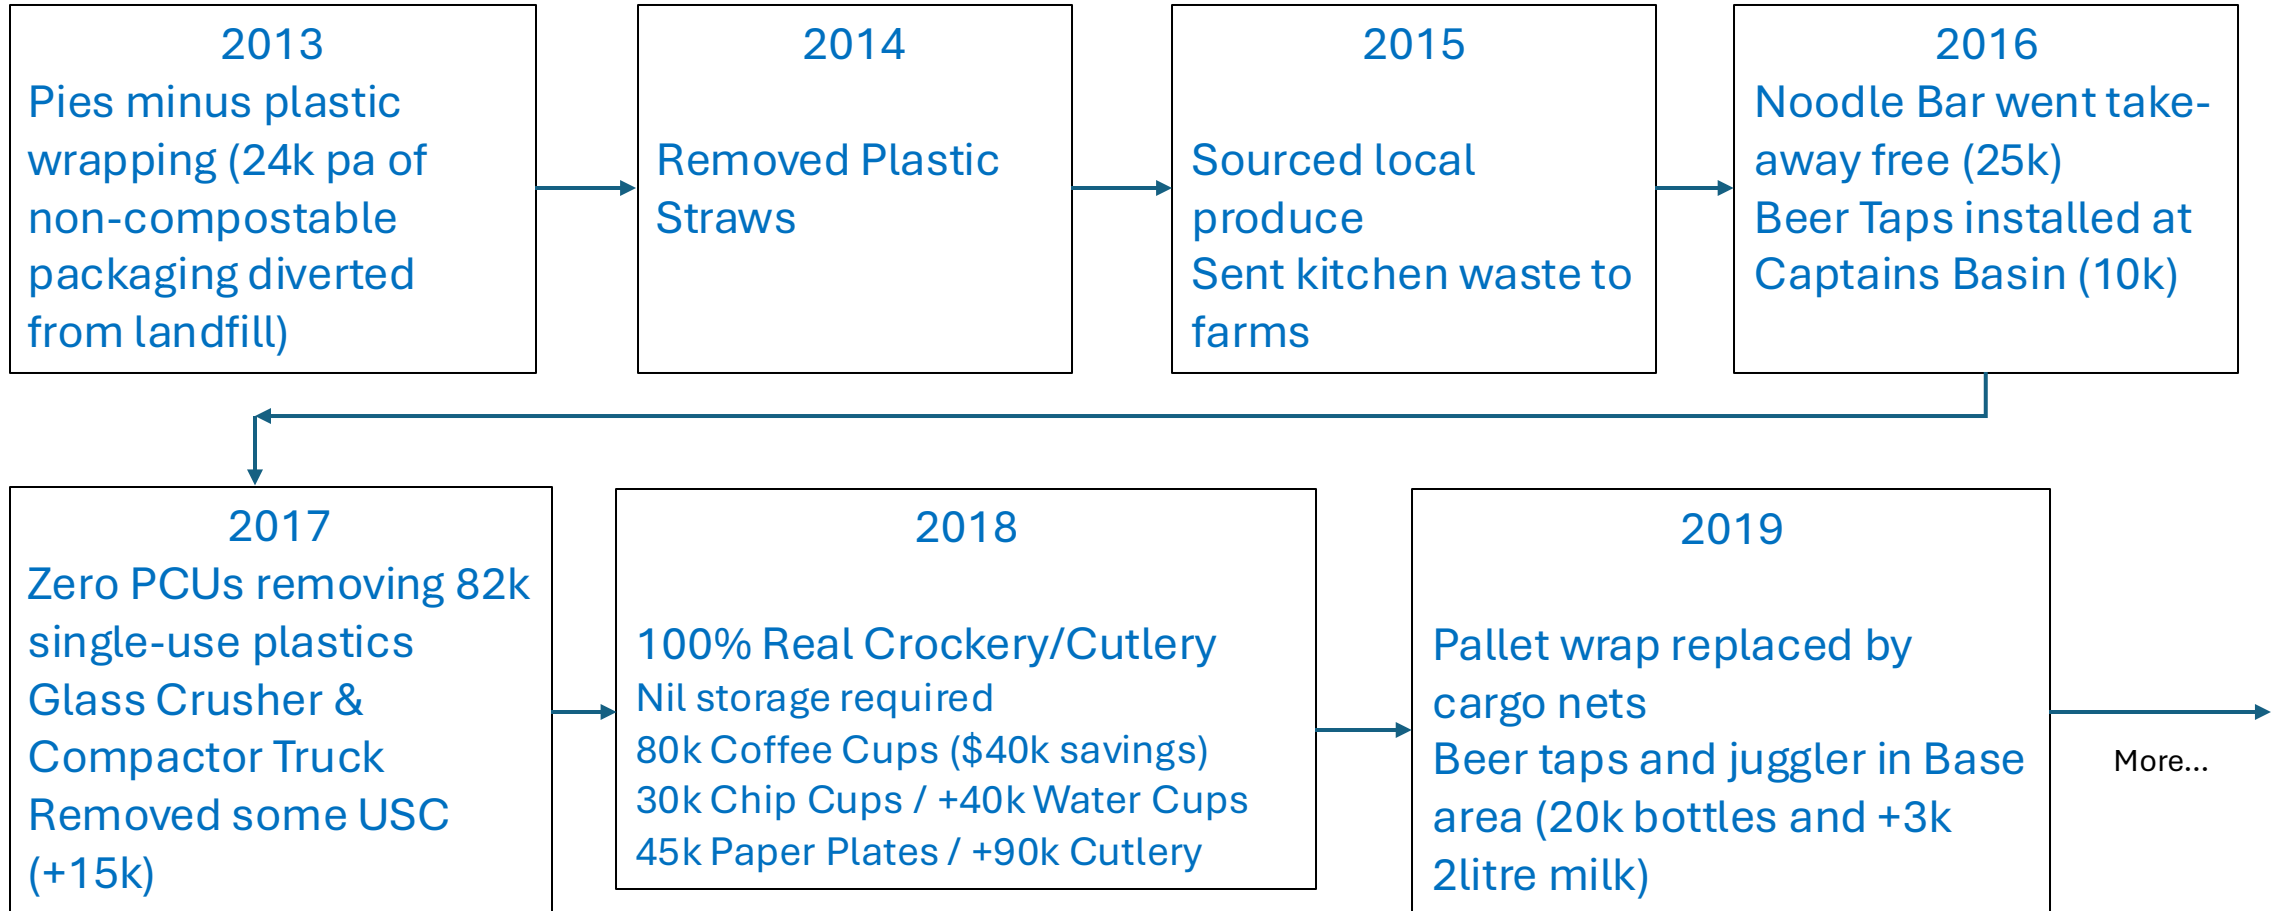 2013
Pies minus plastic
wrapping (24k pa of
non-compostable
packaging diverted
from landfill)
2014
Removed Plastic
Straws
2015
Sourced local
produce
Sent kitchen waste to
farms
2016
Noodle Bar went take-
away free (25k)
Beer Taps installed at
Captains Basin (10k)
2017
Zero PCUs removing 82k
single-use plastics
Glass Crusher &
Compactor Truck
Removed some USC
(+15k)
2018
100% Real Crockery/Cutlery
Nil storage required
80k Coffee Cups ($40k savings)
30k Chip Cups / +40k Water Cups
45k Paper Plates / +90k Cutlery
2019
Pallet wrap replaced by
cargo nets
Beer taps and juggler in Base
area (20k bottles and +3k
2litre milk)
More...